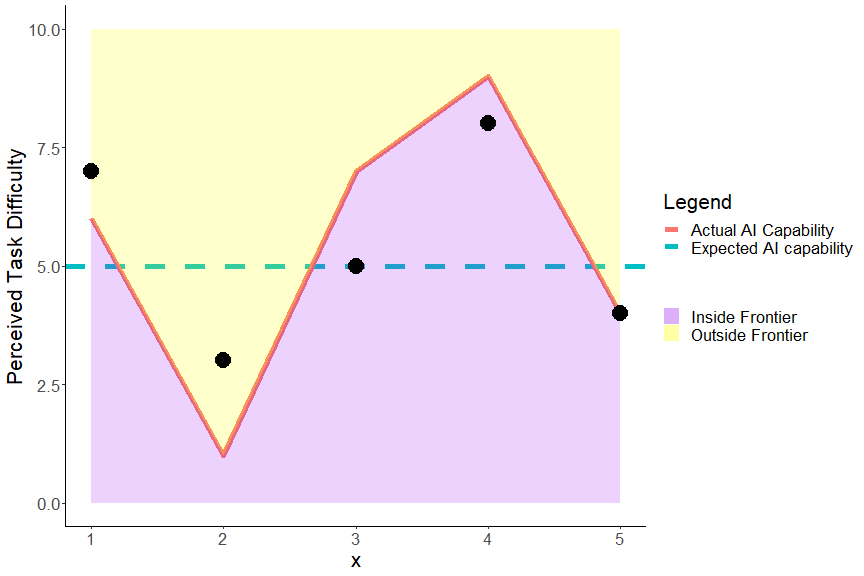 10.0
7.5
5.0
2.5
0.0
Perceived Task Difficulty
1 2 3 4 5
x
Legend
Actual AI Capability
Expected AI capability
Inside Frontier
Outside Frontier